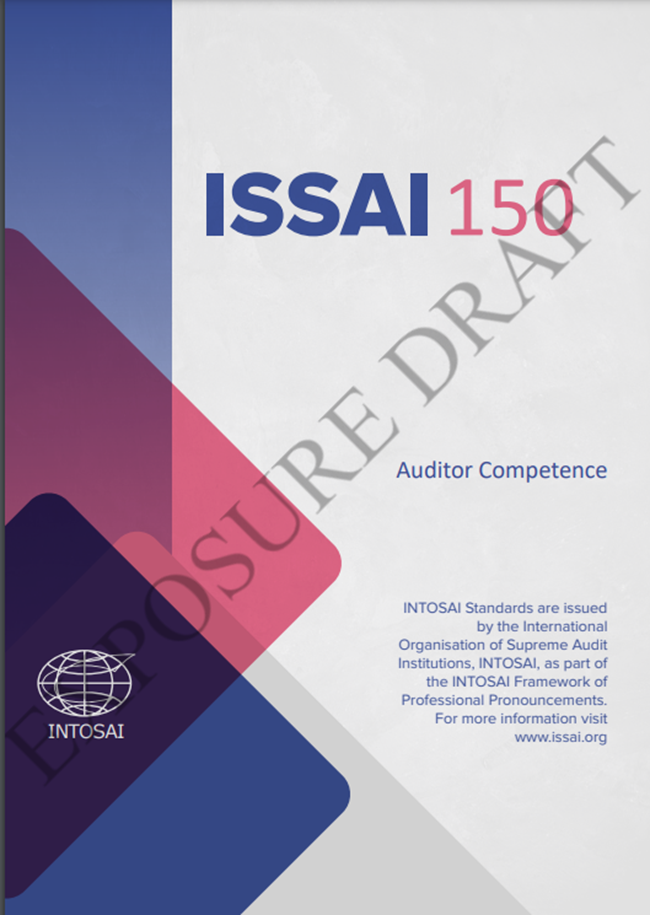 ISSAI 150
EXPOSURE DRAFT
Auditor Competence
INTOSAI Standards are issued
by the International
Organisation of Supreme Audit
Institutions, INTOSAI, as part of
the INTOSAI Framework of
Professional Pronouncements.
For more information visit
www.issai.org
INTOSAI